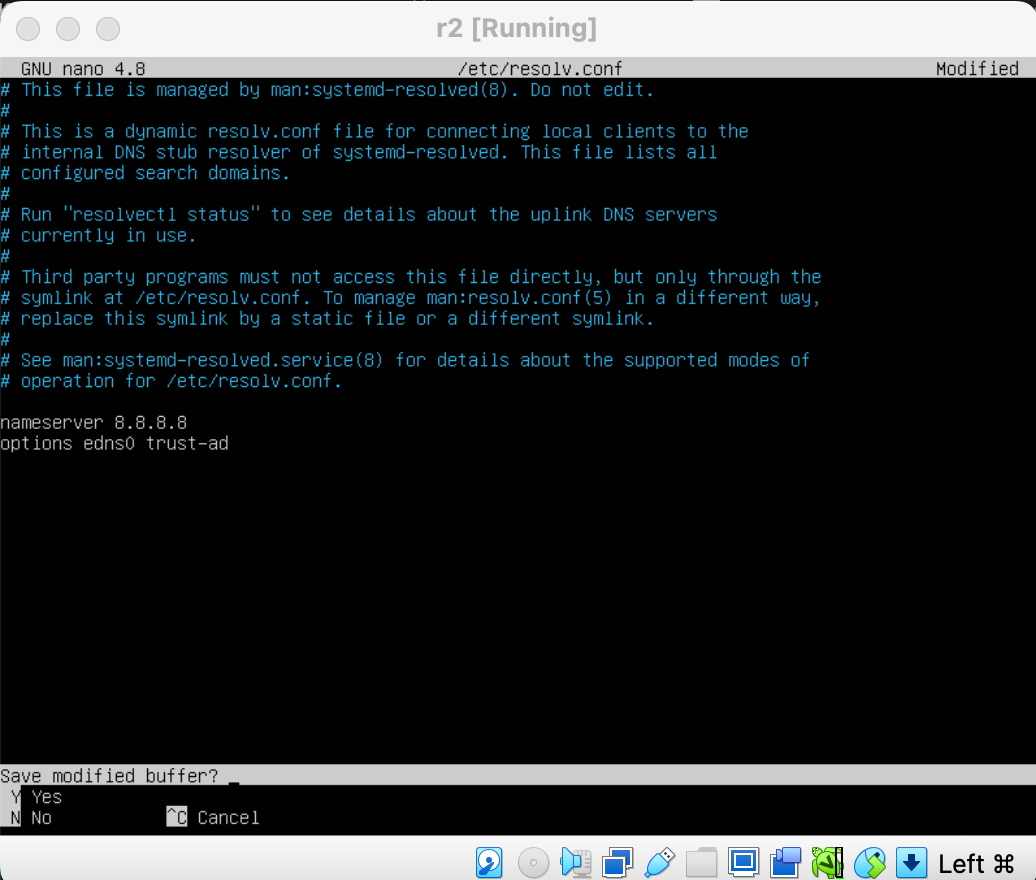 r2 [Running]
GNU nano 4.8 /etc/resolv.conf Modified
# This file is managed by man:systemd-resolved(8). Do not edit.
#
# This is a dynamic resolv.conf file for connecting local clients to the
# internal DNS stub resolver of systemd-resolved. This file lists all
# configured search domains.
#
# Run "resolvectl status" to see details about the uplink DNS servers
# currently in use.
#
# Third party programs must not access this file directly, but only through the
# symlink at /etc/resolv.conf. To manage man:resolv.conf(5) in a different way,
# replace this symlink by a static file or a different symlink.
#
# See man:systemd-resolved.service(8) for details about the supported modes of
# operation for /etc/resolv.conf.
nameserver 8.8.8.8
options edns0 trust-ad
Save modified buffer? _
Y Yes
N No ^C Cancel
Left ⌘